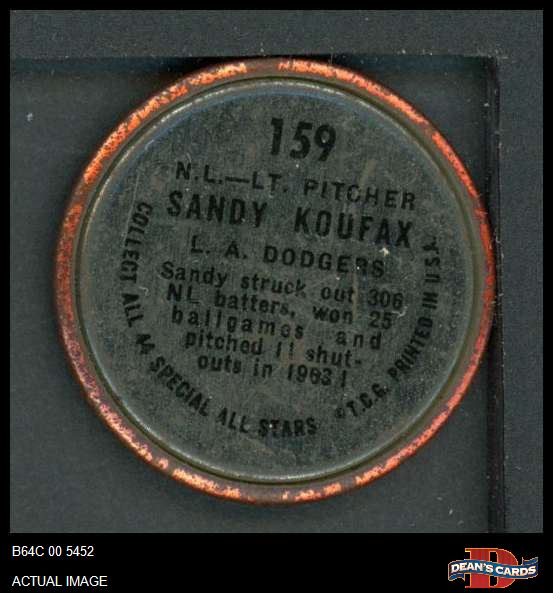 159
N.L.—LT. PITCHER
SANDY KOUFAX
L. A. DODGERS
Sandy struck out 306
NL batters, won 25
ballgames and
pitched 11 shut-
outs in 1963!
COLLECT ALL 44 SPECIAL ALL STARS
©T.C.G. PRINTED IN U.S.A.
B64C 00 5452
ACTUAL IMAGE
D
DEAN'S CARDS